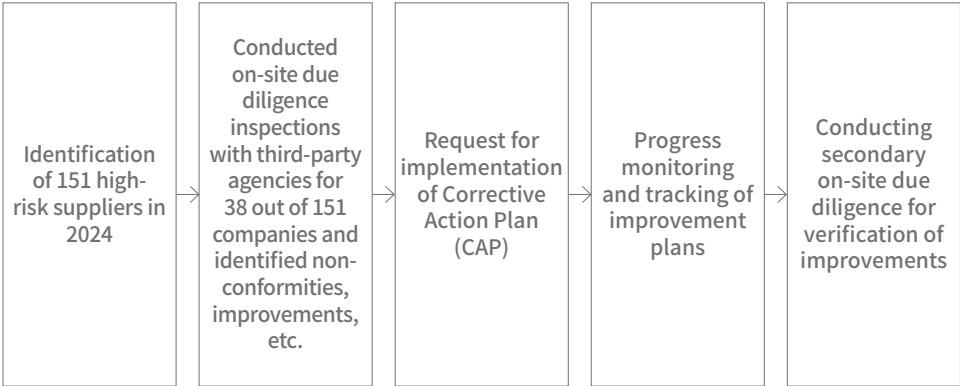 Identification
of 151 high-
risk suppliers in
2024
Conducted
on-site due
diligence
inspections
with third-party
agencies for
38 out of 151
companies and
identified non-
conformities,
improvements,
etc.
Request for
implementation
of Corrective
Action Plan
(CAP)
Progress
monitoring
and tracking of
improvement
plans
Conducting
secondary
on-site due
diligence for
verification of
improvements